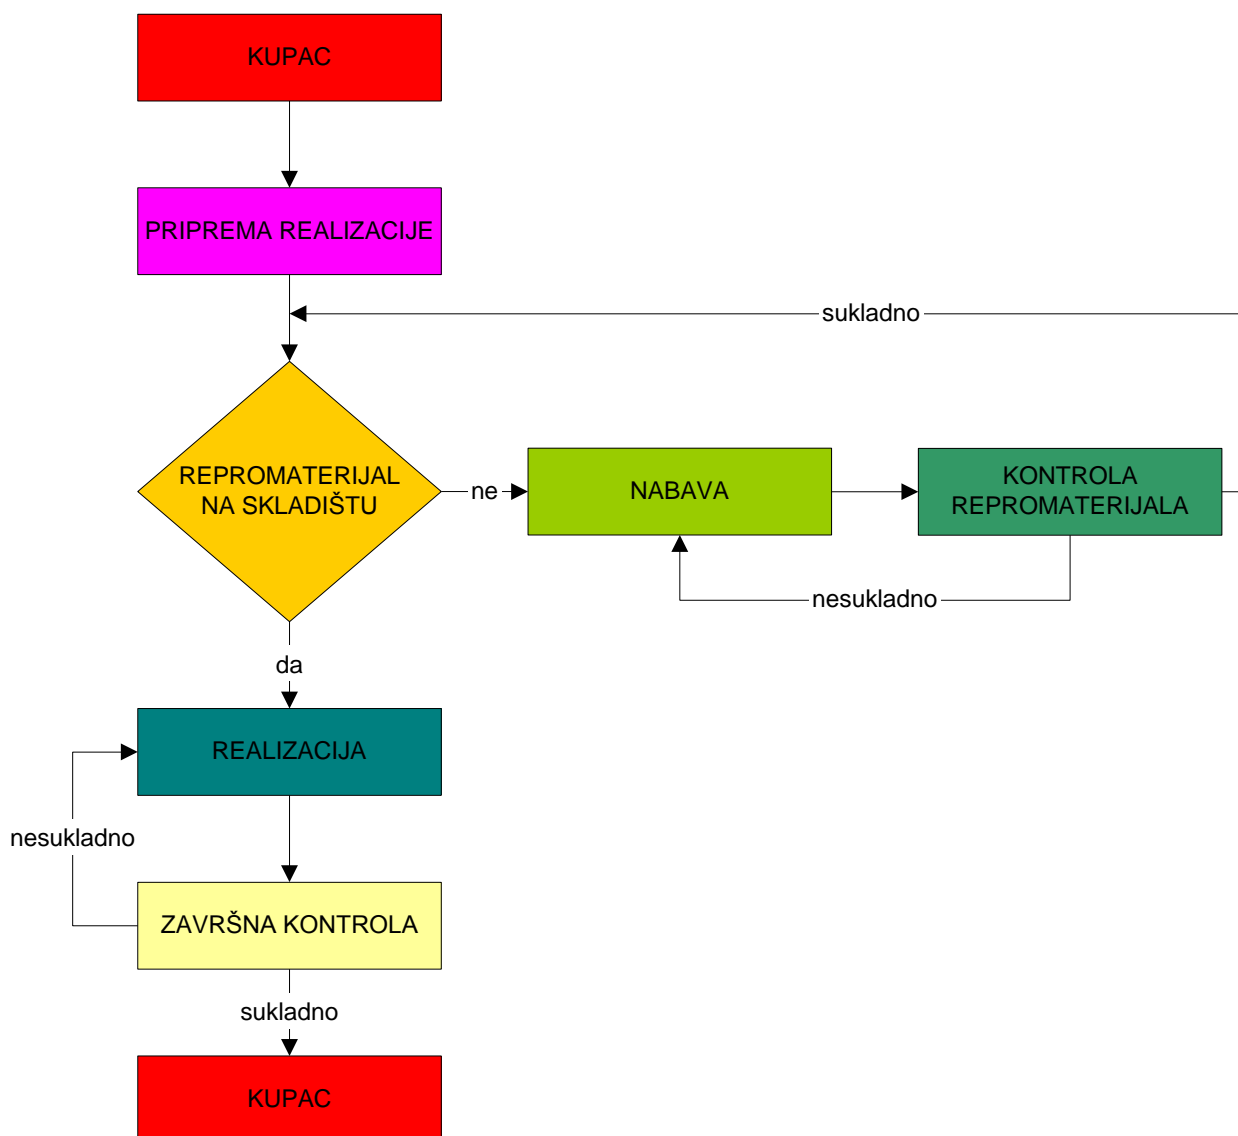 KUPAC
PRIPREMA REALIZACIJE
sukladno
REPROMATERIJAL
NA SKLADIŠTU
ne
NABAVA
KONTROLA
REPROMATERIJALA
nesukladno
da
REALIZACIJA
nesukladno
ZAVRŠNA KONTROLA
sukladno
KUPAC